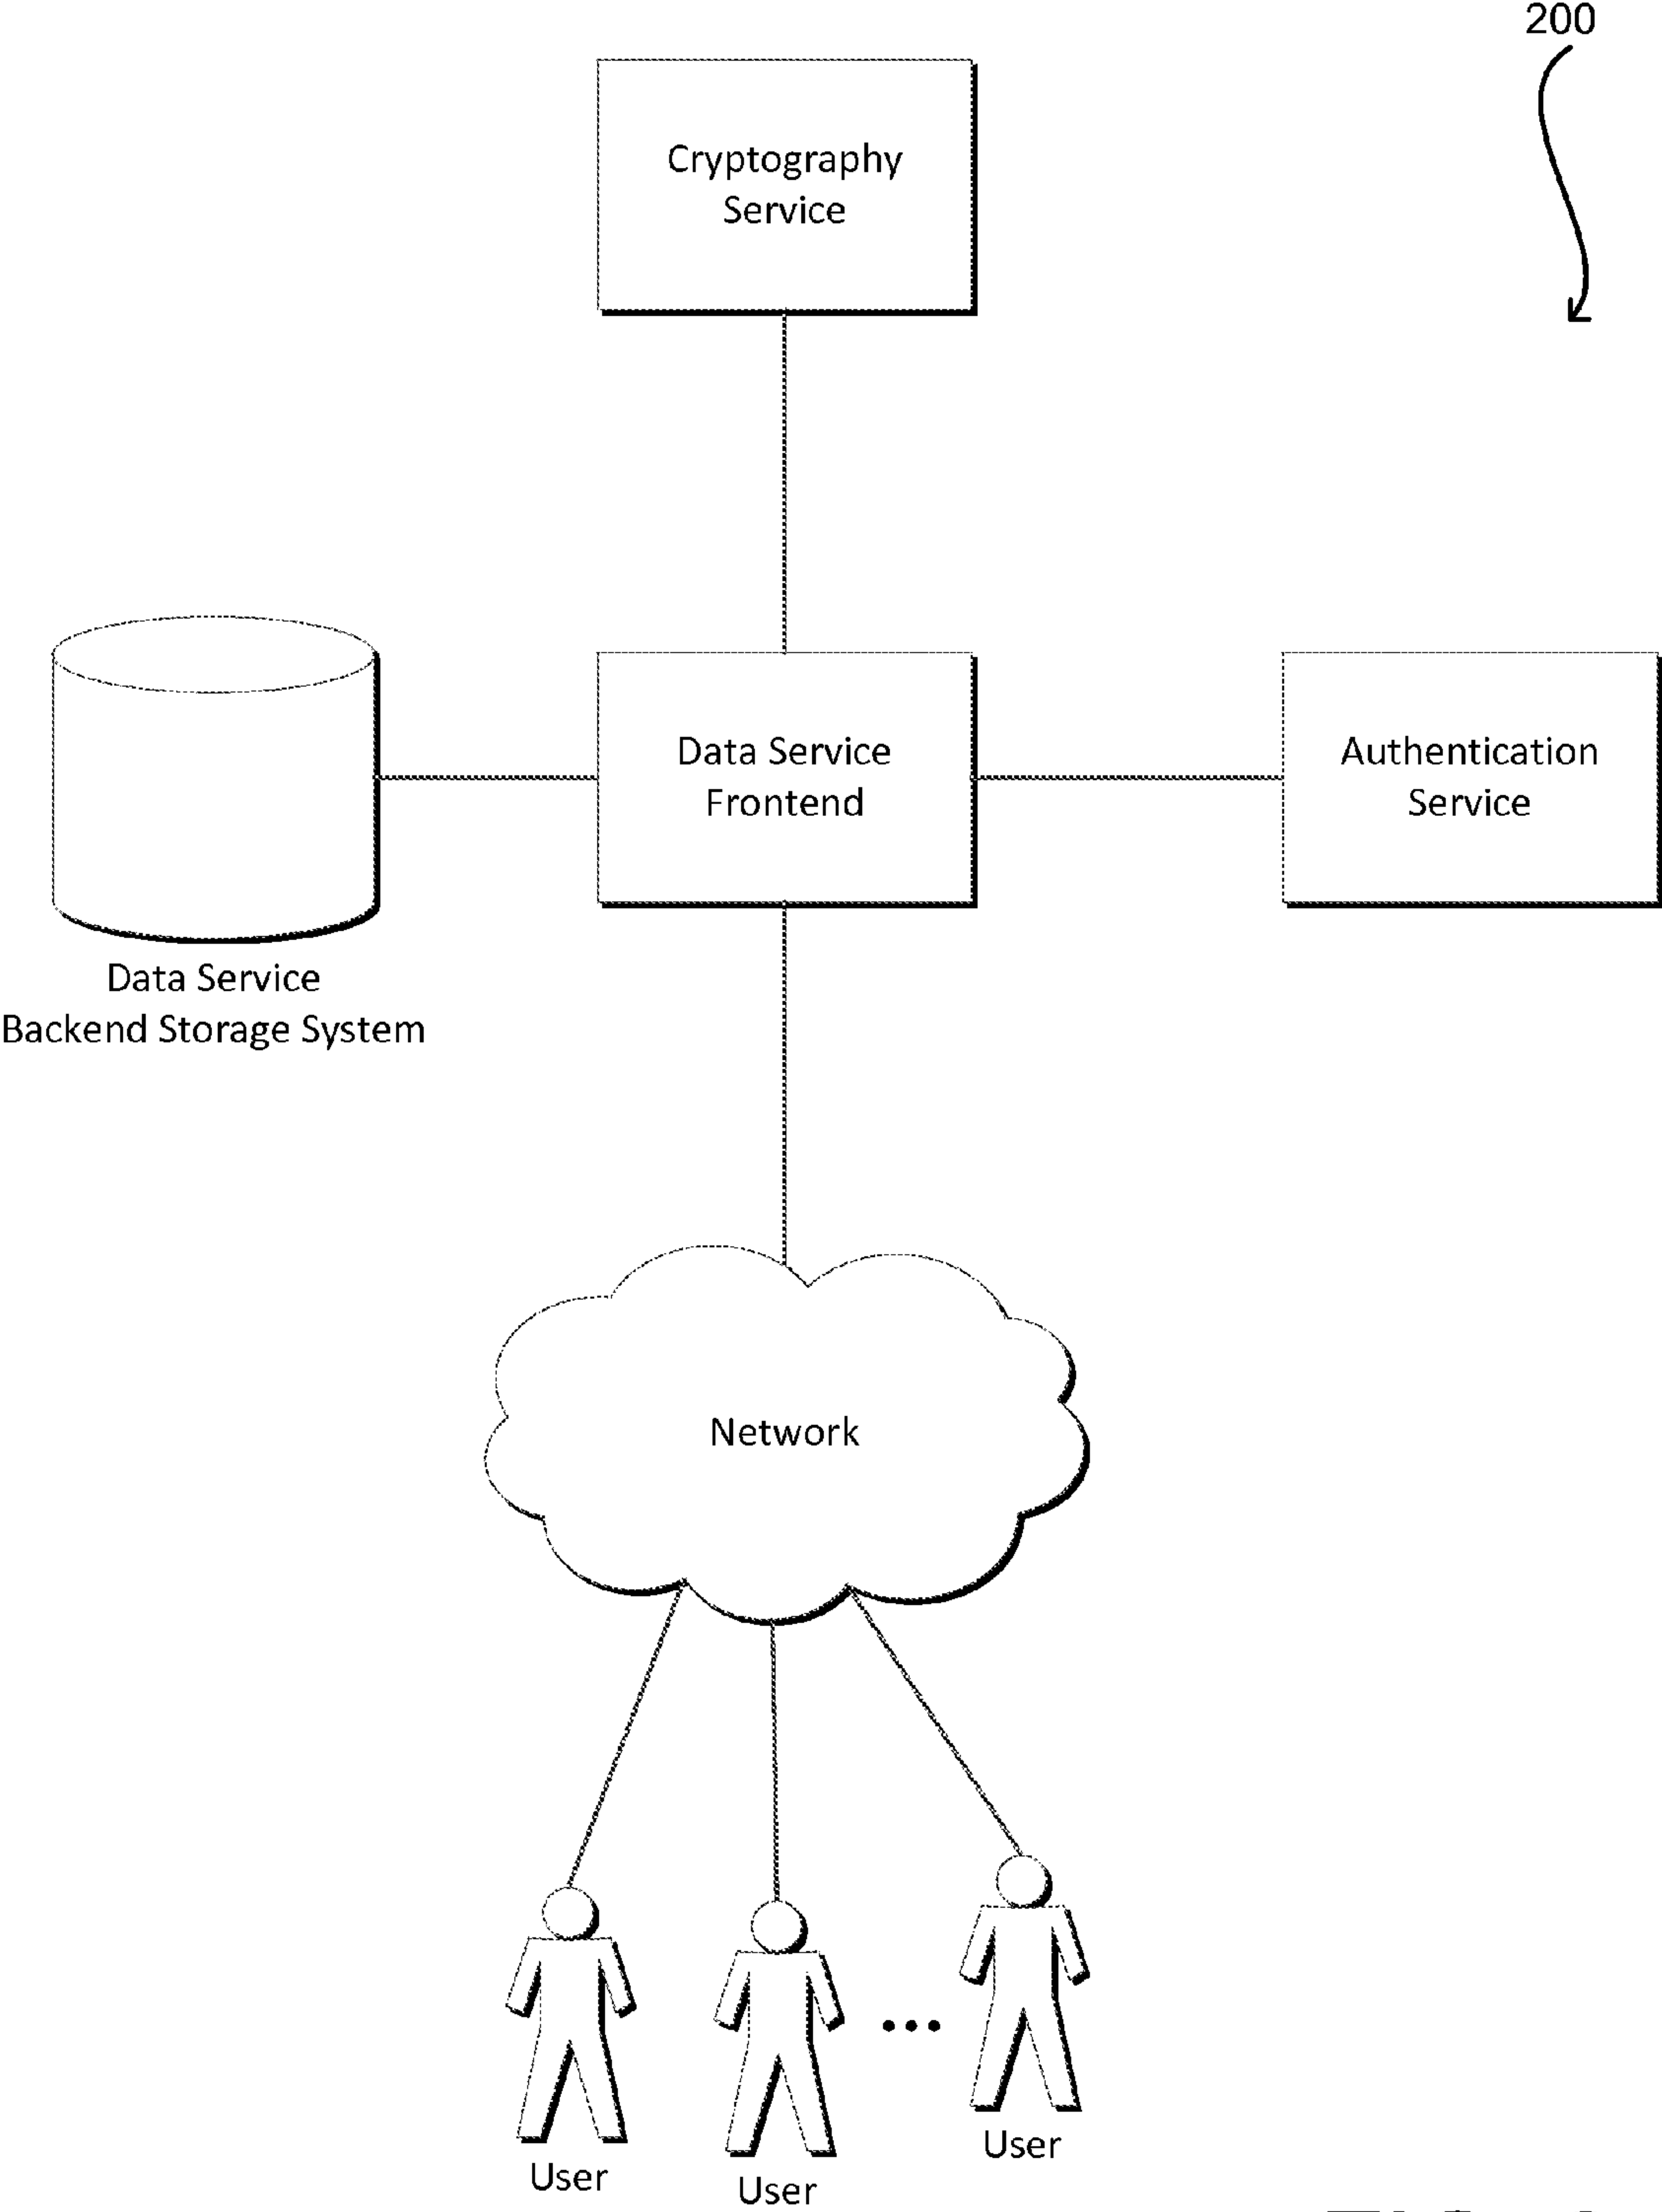 200
Cryptography
Service
Data Service
Frontend
Authentication
Service
Data Service
Backend Storage System
Network
User
User
User